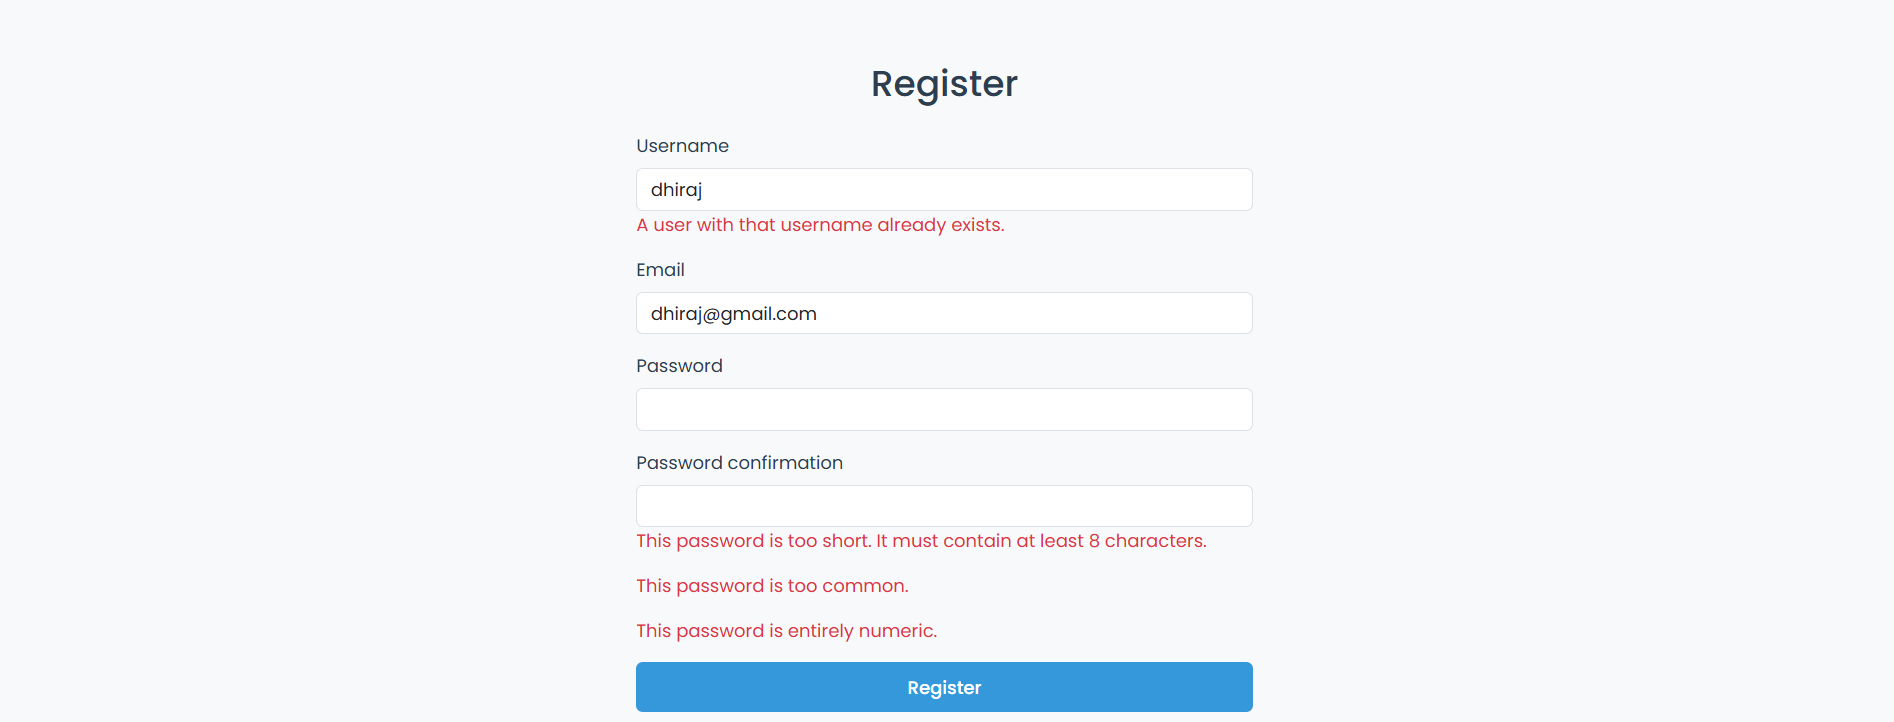 Register
Username
dhiraj
A user with that username already exists.
Email
dhiraj@gmail.com
Password
Password confirmation
This password is too short. It must contain at least 8 characters.
This password is too common.
This password is entirely numeric.
Register